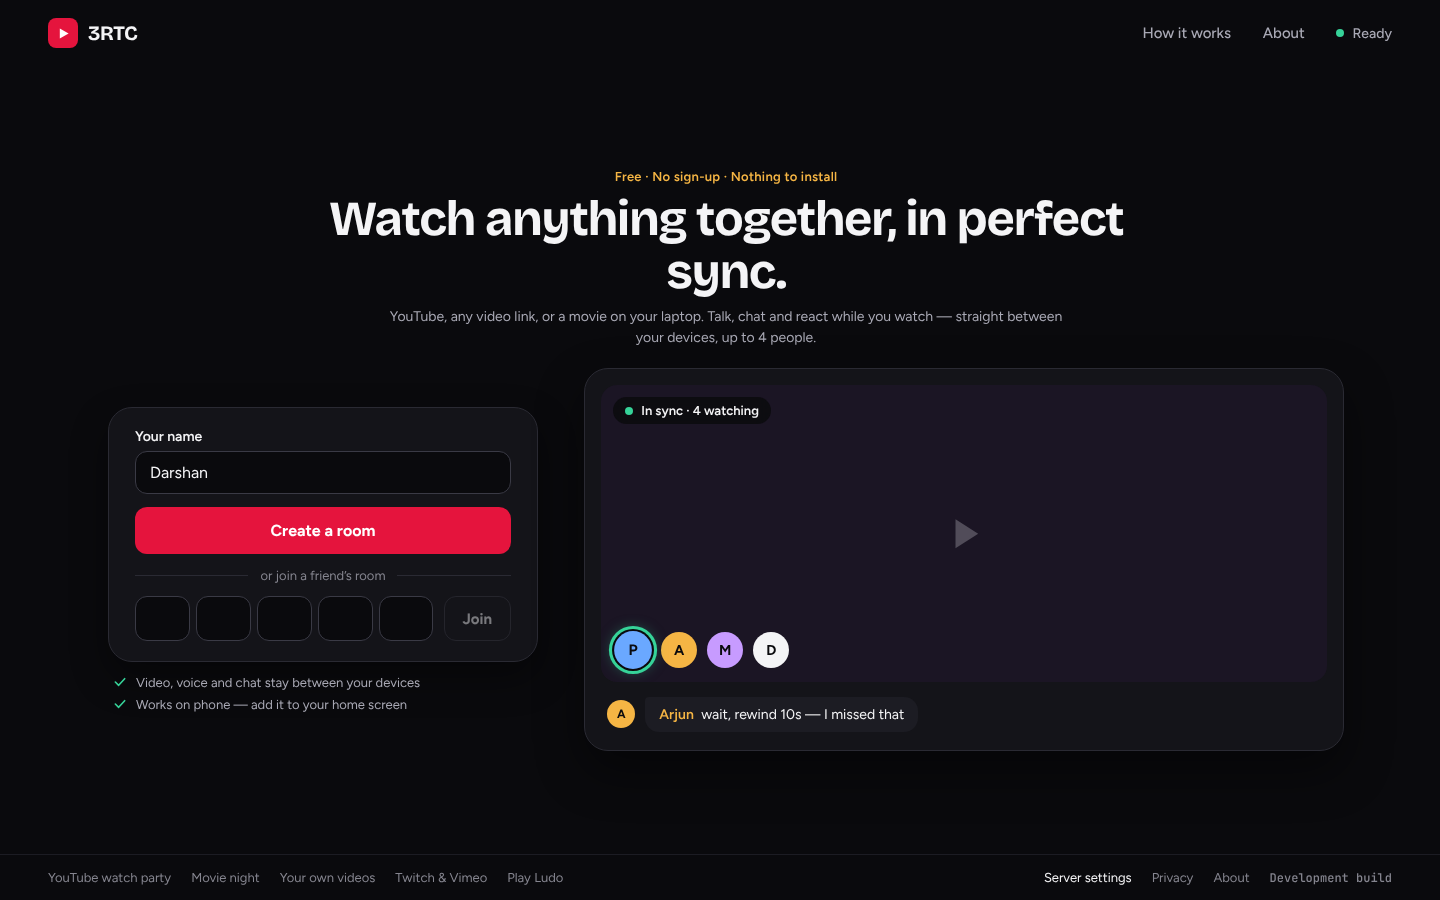 3RTC
How it works
About
Ready
Free · No sign-up · Nothing to install
Watch anything together, in perfect
sync.
YouTube, any video link, or a movie on your laptop. Talk, chat and react while you watch — straight between
your devices, up to 4 people.
Your name
Darshan
Create a room
or join a friend's room
Join
Video, voice and chat stay between your devices
Works on phone — add it to your home screen
In sync · 4 watching
P A M D
A Arjun wait, rewind 10s — I missed that
YouTube watch party
Movie night
Your own videos
Twitch & Vimeo
Play Ludo
Server settings
Privacy
About
Development build